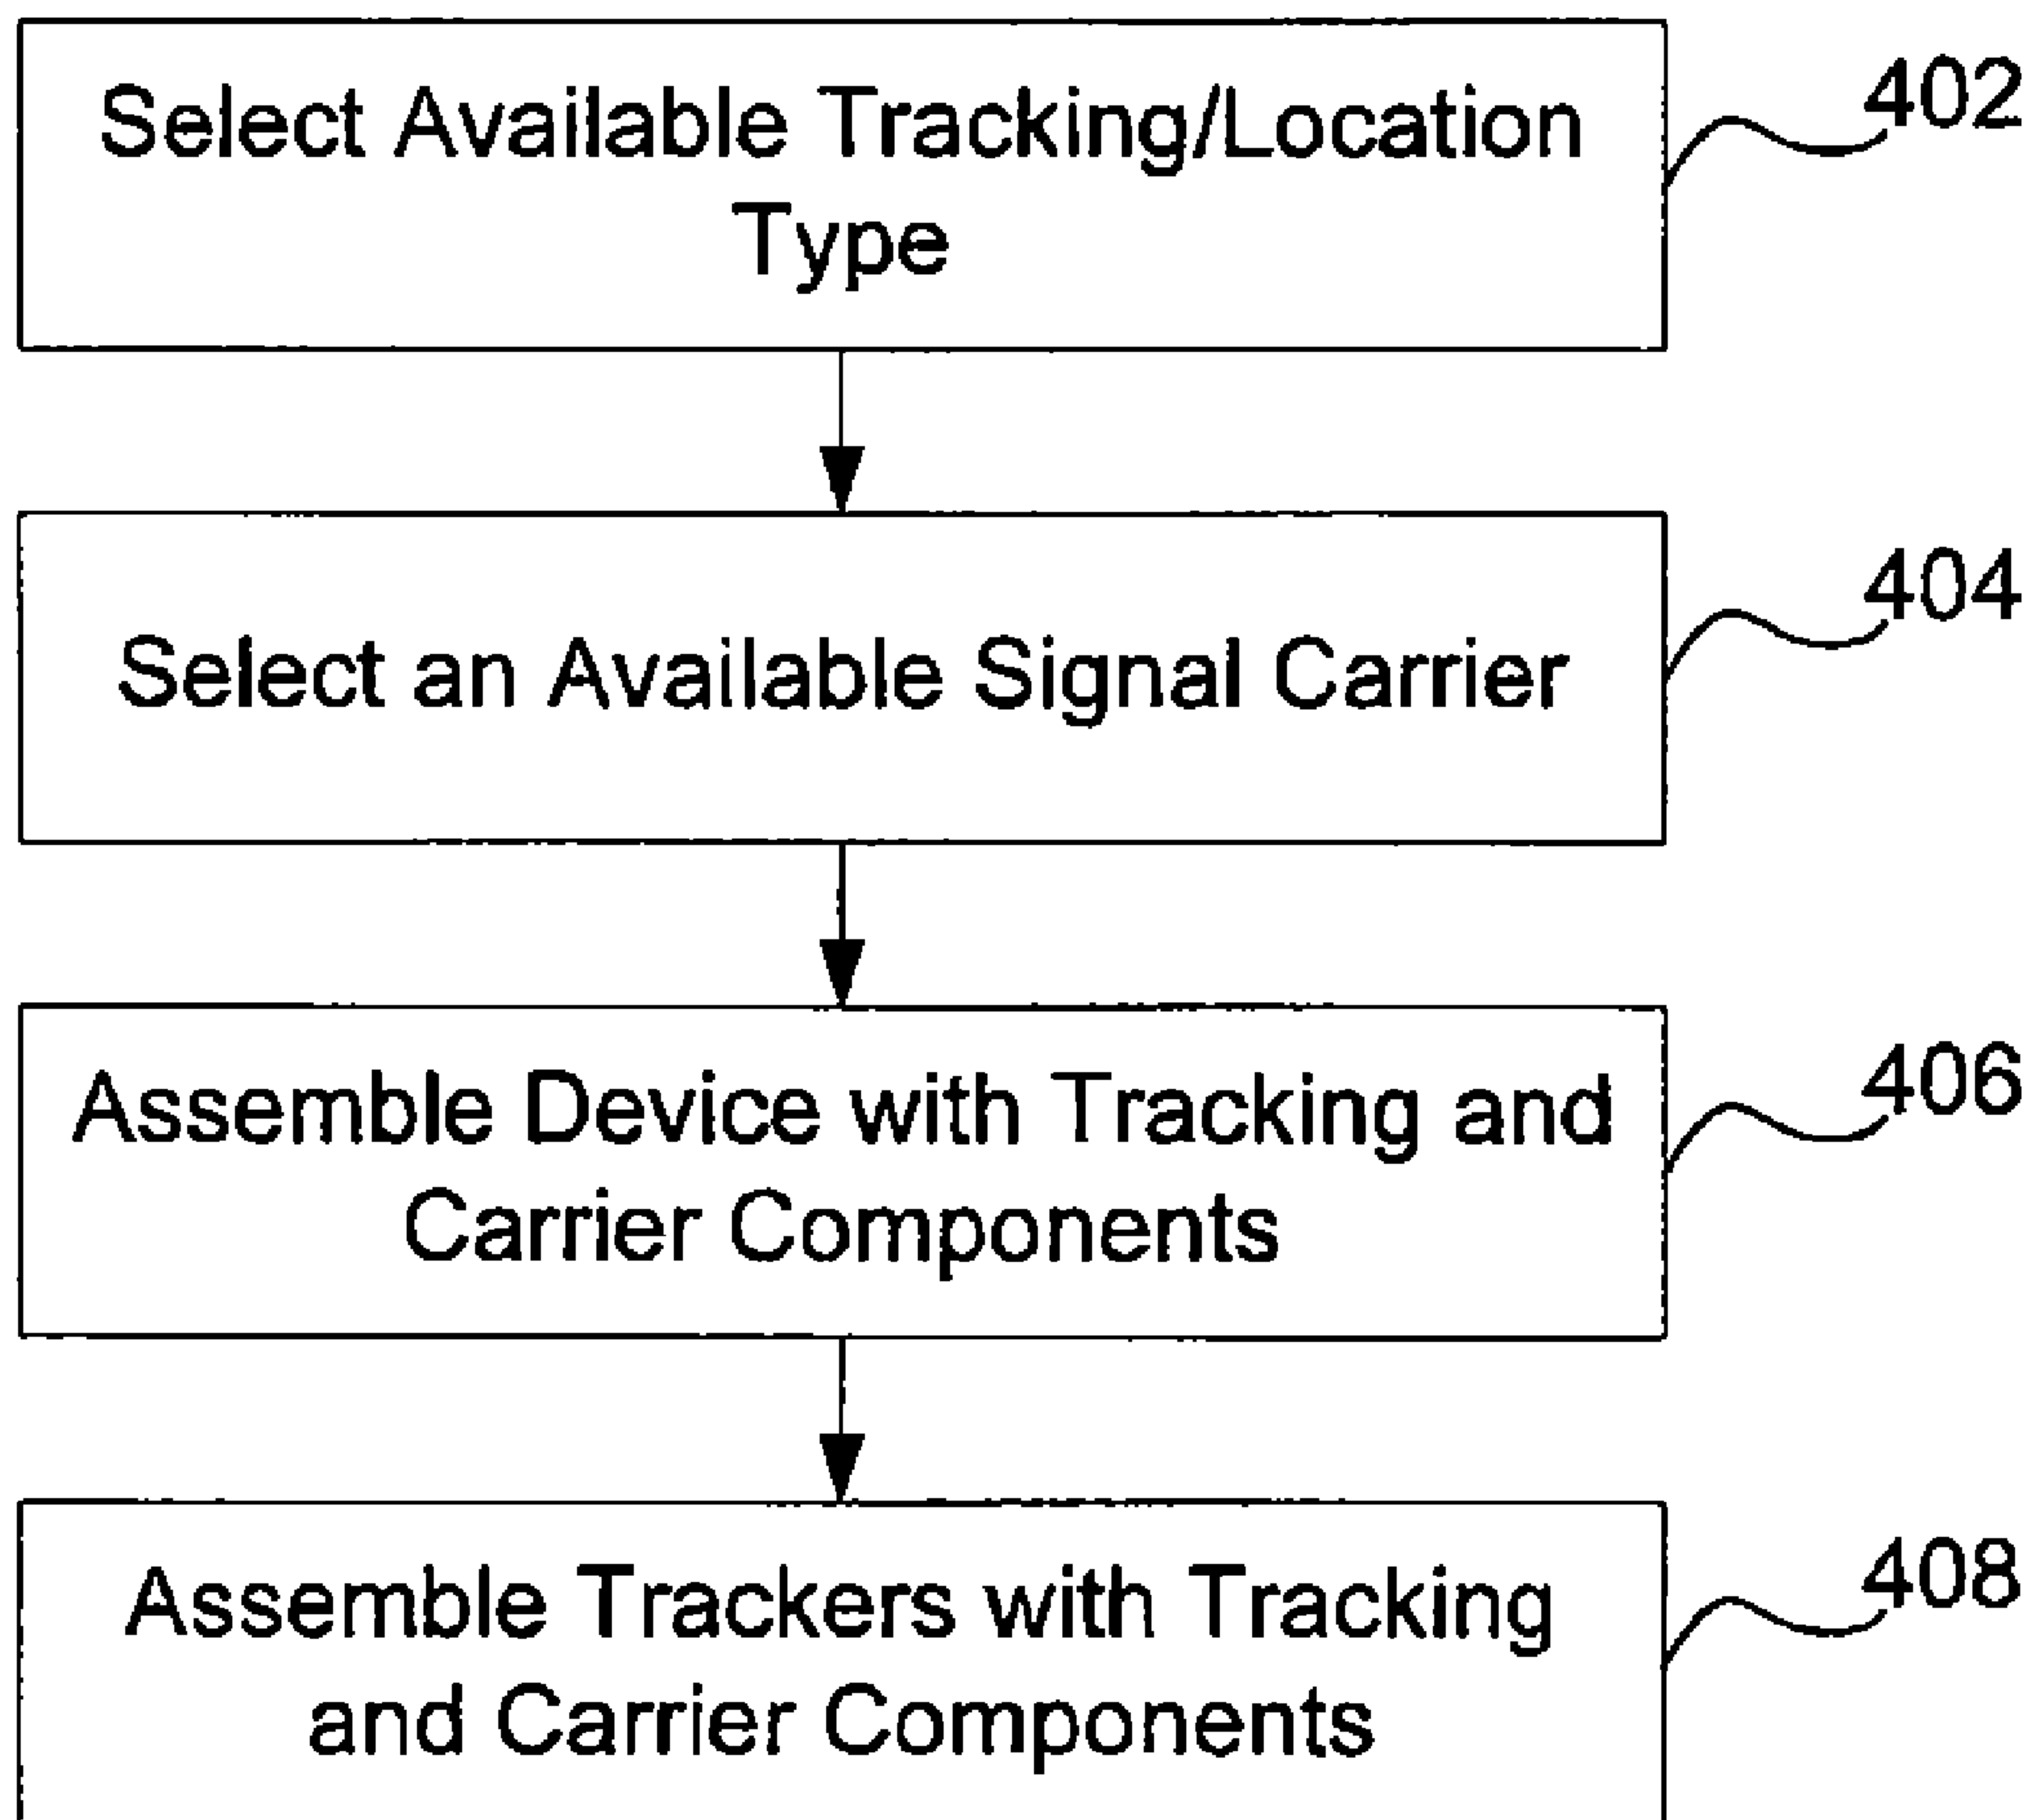 Select Available Tracking/Location
Type
402
Select an Available Signal Carrier
404
Assemble Device with Tracking and
Carrier Components
406
Assemble Trackers with Tracking
and Carrier Components
408